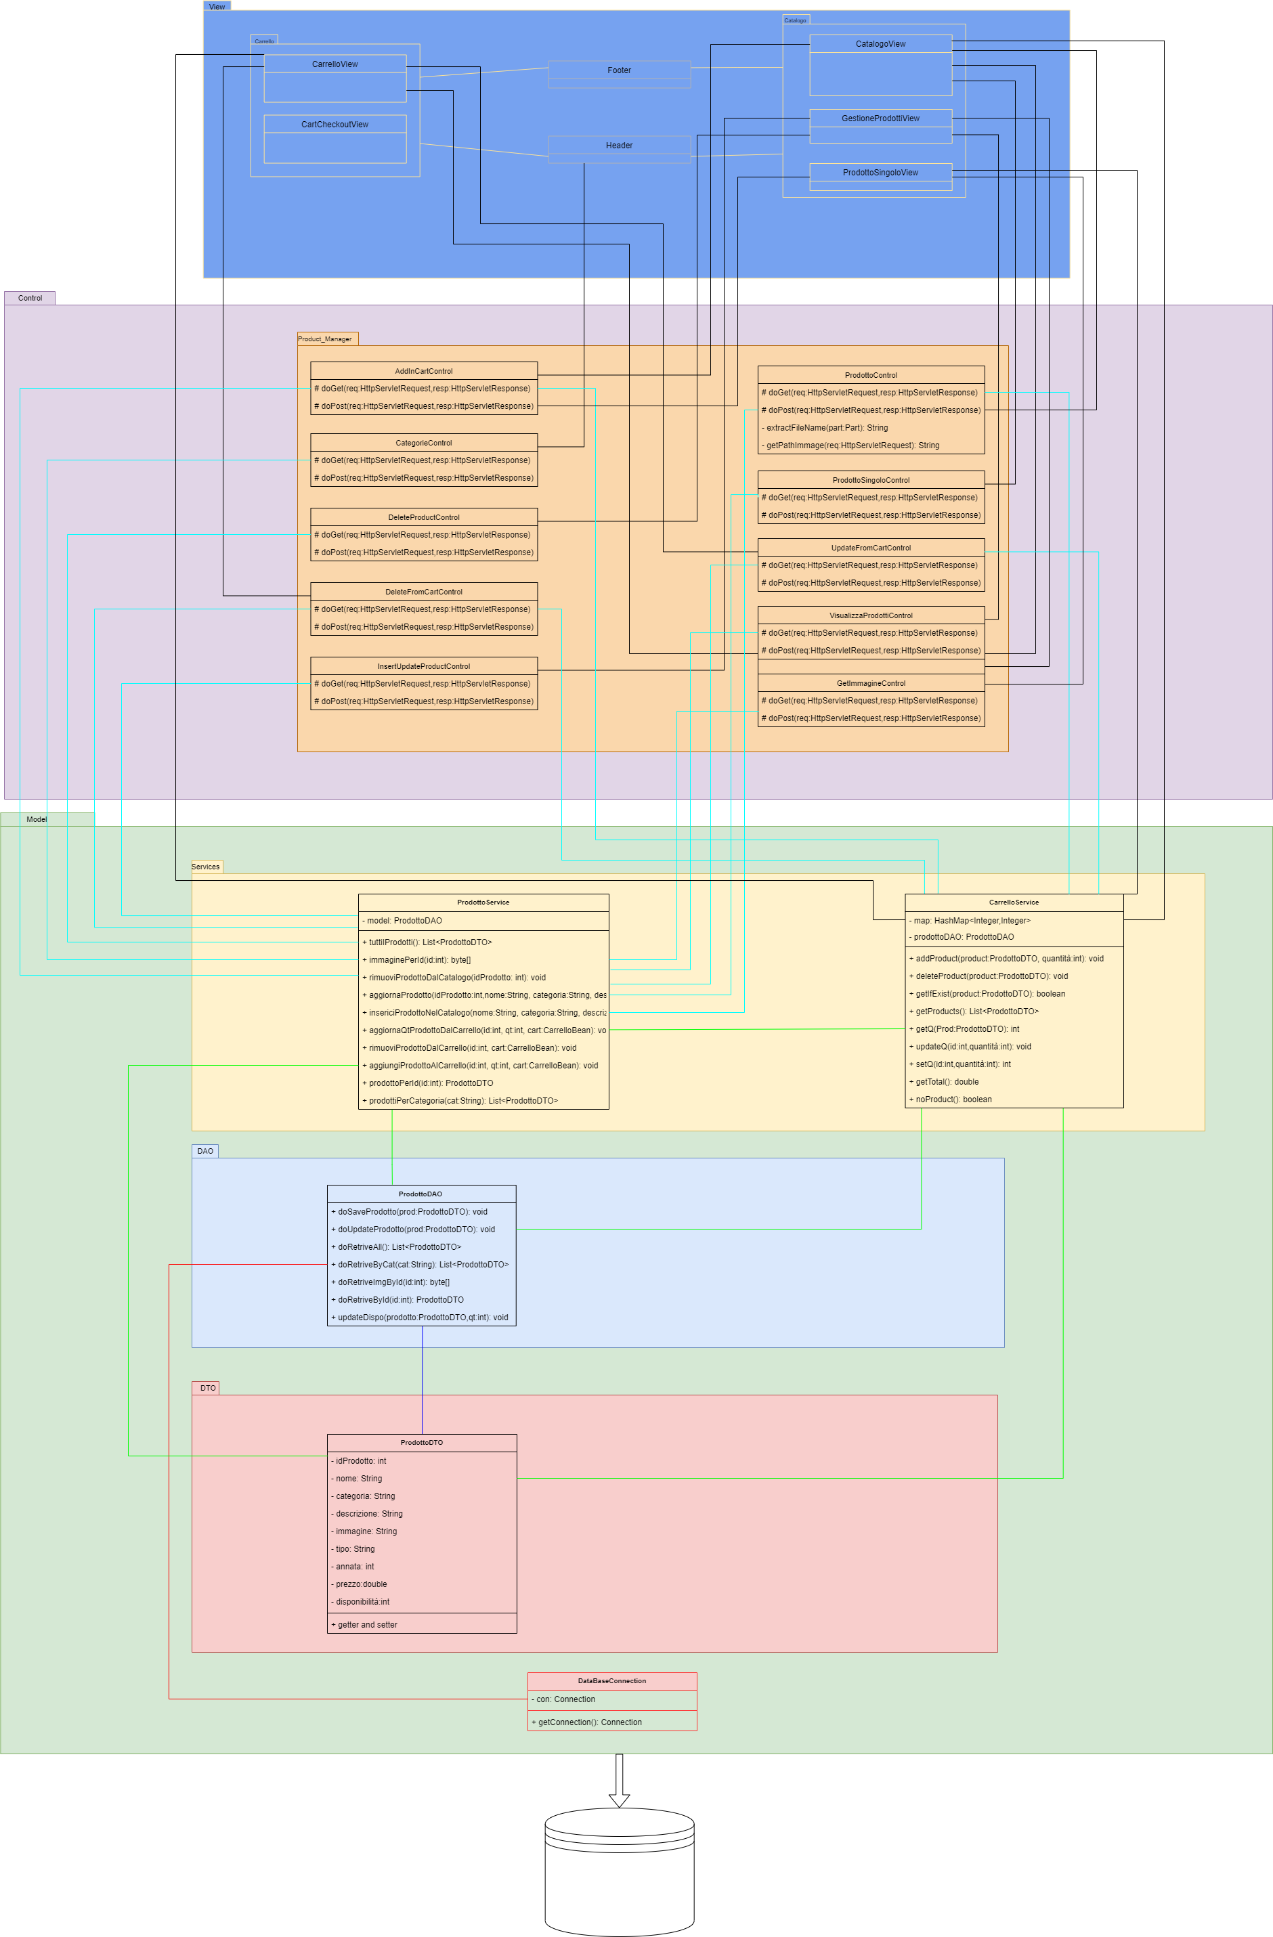 View
Carrello
CarrelloView
CartCheckoutView
Footer
Header
Catalogo
CatalogoView
GestioneProdottiView
ProdottoSingoloView
Control
Product_Manager
AddInCartControl
# doGet(req:HttpServletRequest,resp:HttpServletResponse)
# doPost(req:HttpServletRequest,resp:HttpServletResponse)
CategorieControl
# doGet(req:HttpServletRequest,resp:HttpServletResponse)
# doPost(req:HttpServletRequest,resp:HttpServletResponse)
DeleteProductControl
# doGet(req:HttpServletRequest,resp:HttpServletResponse)
# doPost(req:HttpServletRequest,resp:HttpServletResponse)
DeleteFromCartControl
# doGet(req:HttpServletRequest,resp:HttpServletResponse)
# doPost(req:HttpServletRequest,resp:HttpServletResponse)
InsertUpdateProductControl
# doGet(req:HttpServletRequest,resp:HttpServletResponse)
# doPost(req:HttpServletRequest,resp:HttpServletResponse)
ProdottoControl
# doGet(req:HttpServletRequest,resp:HttpServletResponse)
# doPost(req:HttpServletRequest,resp:HttpServletResponse)
- extractFileName(part:Part): String
- getPathImmage(req:HttpServletRequest): String
ProdottoSingoloControl
# doGet(req:HttpServletRequest,resp:HttpServletResponse)
# doPost(req:HttpServletRequest,resp:HttpServletResponse)
UpdateFromCartControl
# doGet(req:HttpServletRequest,resp:HttpServletResponse)
# doPost(req:HttpServletRequest,resp:HttpServletResponse)
VisualizzaProdottiControl
# doGet(req:HttpServletRequest,resp:HttpServletResponse)
# doPost(req:HttpServletRequest,resp:HttpServletResponse)
GetImmagineControl
# doGet(req:HttpServletRequest,resp:HttpServletResponse)
# doPost(req:HttpServletRequest,resp:HttpServletResponse)
Model
Services
ProdottoService
- model: ProdottoDAO
+ tuttiIProdotti(): List<ProdottoDTO>
+ immaginePerId(id:int): byte[]
+ rimuoviProdottoDalCatalogo(idProdotto: int): void
+ aggiornaProdotto(idProdotto:int,nome:String, categoria:String, des
+ insericiProdottoNelCatalogo(nome:String, categoria:String, descriz
+ aggiornaQtProdottoDalCarrello(id:int, qt:int, cart:CarrelloBean): vo
+ rimuoviProdottoDalCarrello(id:int, cart:CarrelloBean): void
+ aggiungiProdottoAlCarrello(id:int, qt:int, cart:CarrelloBean): void
+ prodottoPerId(id:int): ProdottoDTO
+ prodottiPerCategoria(cat:String): List<ProdottoDTO>
CarrelloService
- map: HashMap<Integer,Integer>
- prodottoDAO: ProdottoDAO
+ addProduct(product:ProdottoDTO, quantità:int): void
+ deleteProduct(product:ProdottoDTO): void
+ getIfExist(product:ProdottoDTO): boolean
+ getProducts(): List<ProdottoDTO>
+ getQ(Prod:ProdottoDTO): int
+ updateQ(id:int,quantità:int): void
+ setQ(id:int,quantità:int): int
+ getTotal(): double
+ noProduct(): boolean
DAO
ProdottoDAO
+ doSaveProdotto(prod:ProdottoDTO): void
+ doUpdateProdotto(prod:ProdottoDTO): void
+ doRetriveAll(): List<ProdottoDTO>
+ doRetriveByCat(cat:String): List<ProdottoDTO>
+ doRetriveImgById(id:int): byte[]
+ doRetriveById(id:int): ProdottoDTO
+ updateDispo(prodotto:ProdottoDTO,qt:int): void
DTO
ProdottoDTO
- idProdotto: int
- nome: String
- categoria: String
- descrizione: String
- immagine: String
- tipo: String
- annata: int
- prezzo:double
- disponibilità:int
+ getter and setter
DataBaseConnection
- con: Connection
+ getConnection(): Connection